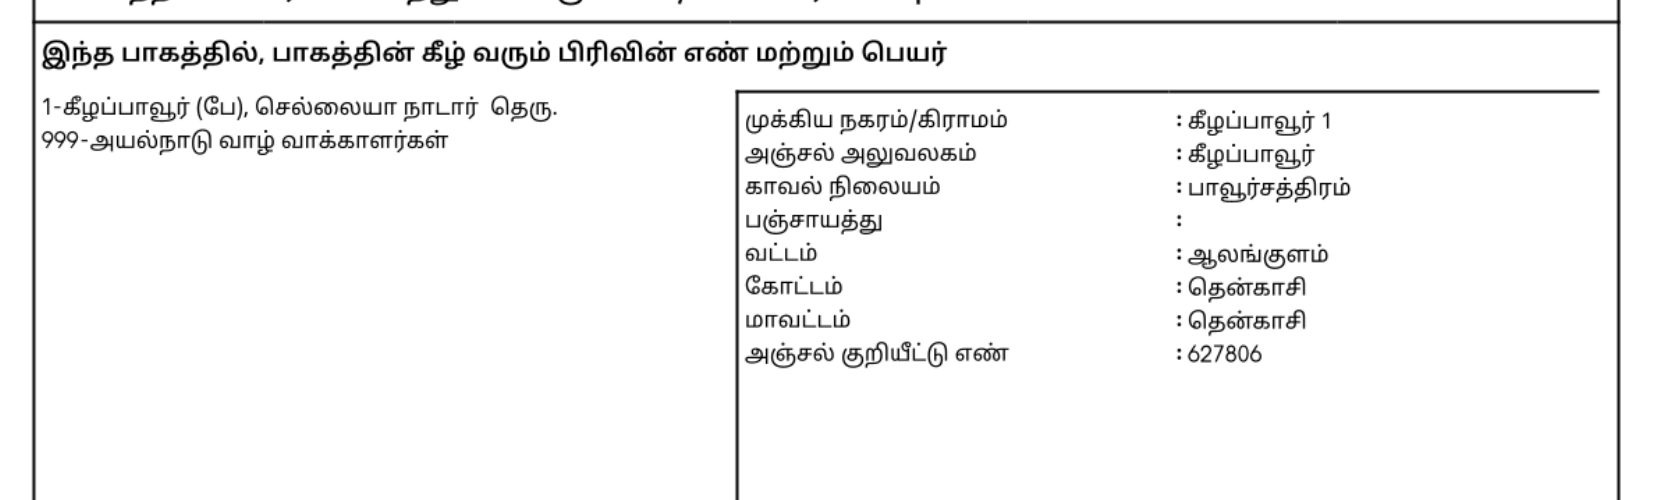 இந்த பாகத்தில், பாகத்தின் கீழ் வரும் பிரிவின் எண் மற்றும் பெயர்
1-கீழப்பாவூர் (பே), செல்லையா நாடார் தெரு.
999-அயல்நாடு வாழ் வாக்காளர்கள்
முக்கிய நகரம்/கிராமம் : கீழப்பாவூர் 1
அஞ்சல் அலுவலகம் : கீழப்பாவூர்
காவல் நிலையம் : பாவூர்சத்திரம்
பஞ்சாயத்து :
வட்டம் : ஆலங்குளம்
கோட்டம் : தென்காசி
மாவட்டம் : தென்காசி
அஞ்சல் குறியீட்டு எண் : 627806